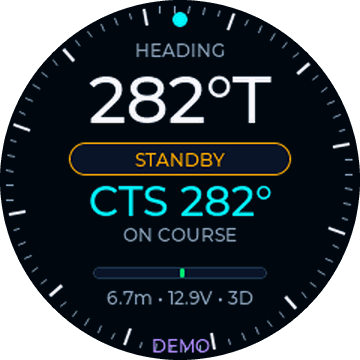 HEADING
282°T
STANDBY
CTS 282°
ON COURSE
6.7m • 12.9V • 3D
DEMO